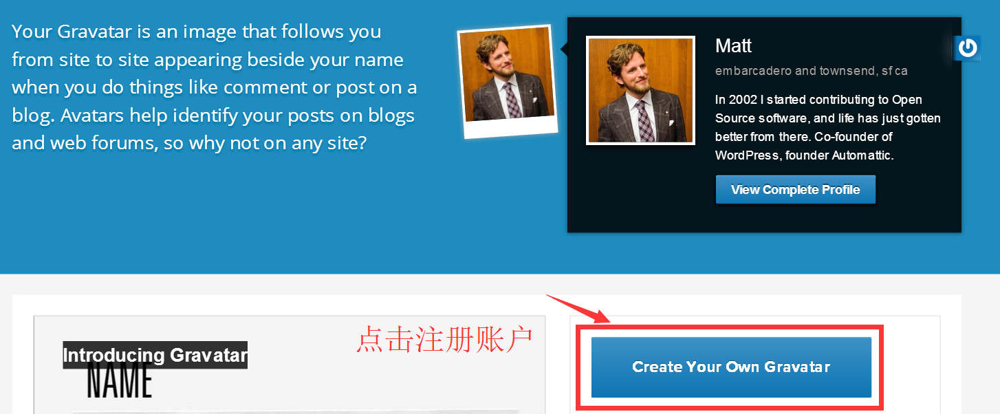 Your Gravatar is an image that follows you
from site to site appearing beside your name
when you do things like comment or post on a
blog. Avatars help identify your posts on blogs
and web forums, so why not on any site?
Matt
embarcadero and townsend, sf ca
In 2002 I started contributing to Open
Source software, and life has just gotten
better from there. Co-founder of
WordPress, founder Automattic.
View Complete Profile
点击注册账户
Introducing Gravatar
NAME
Create Your Own Gravatar